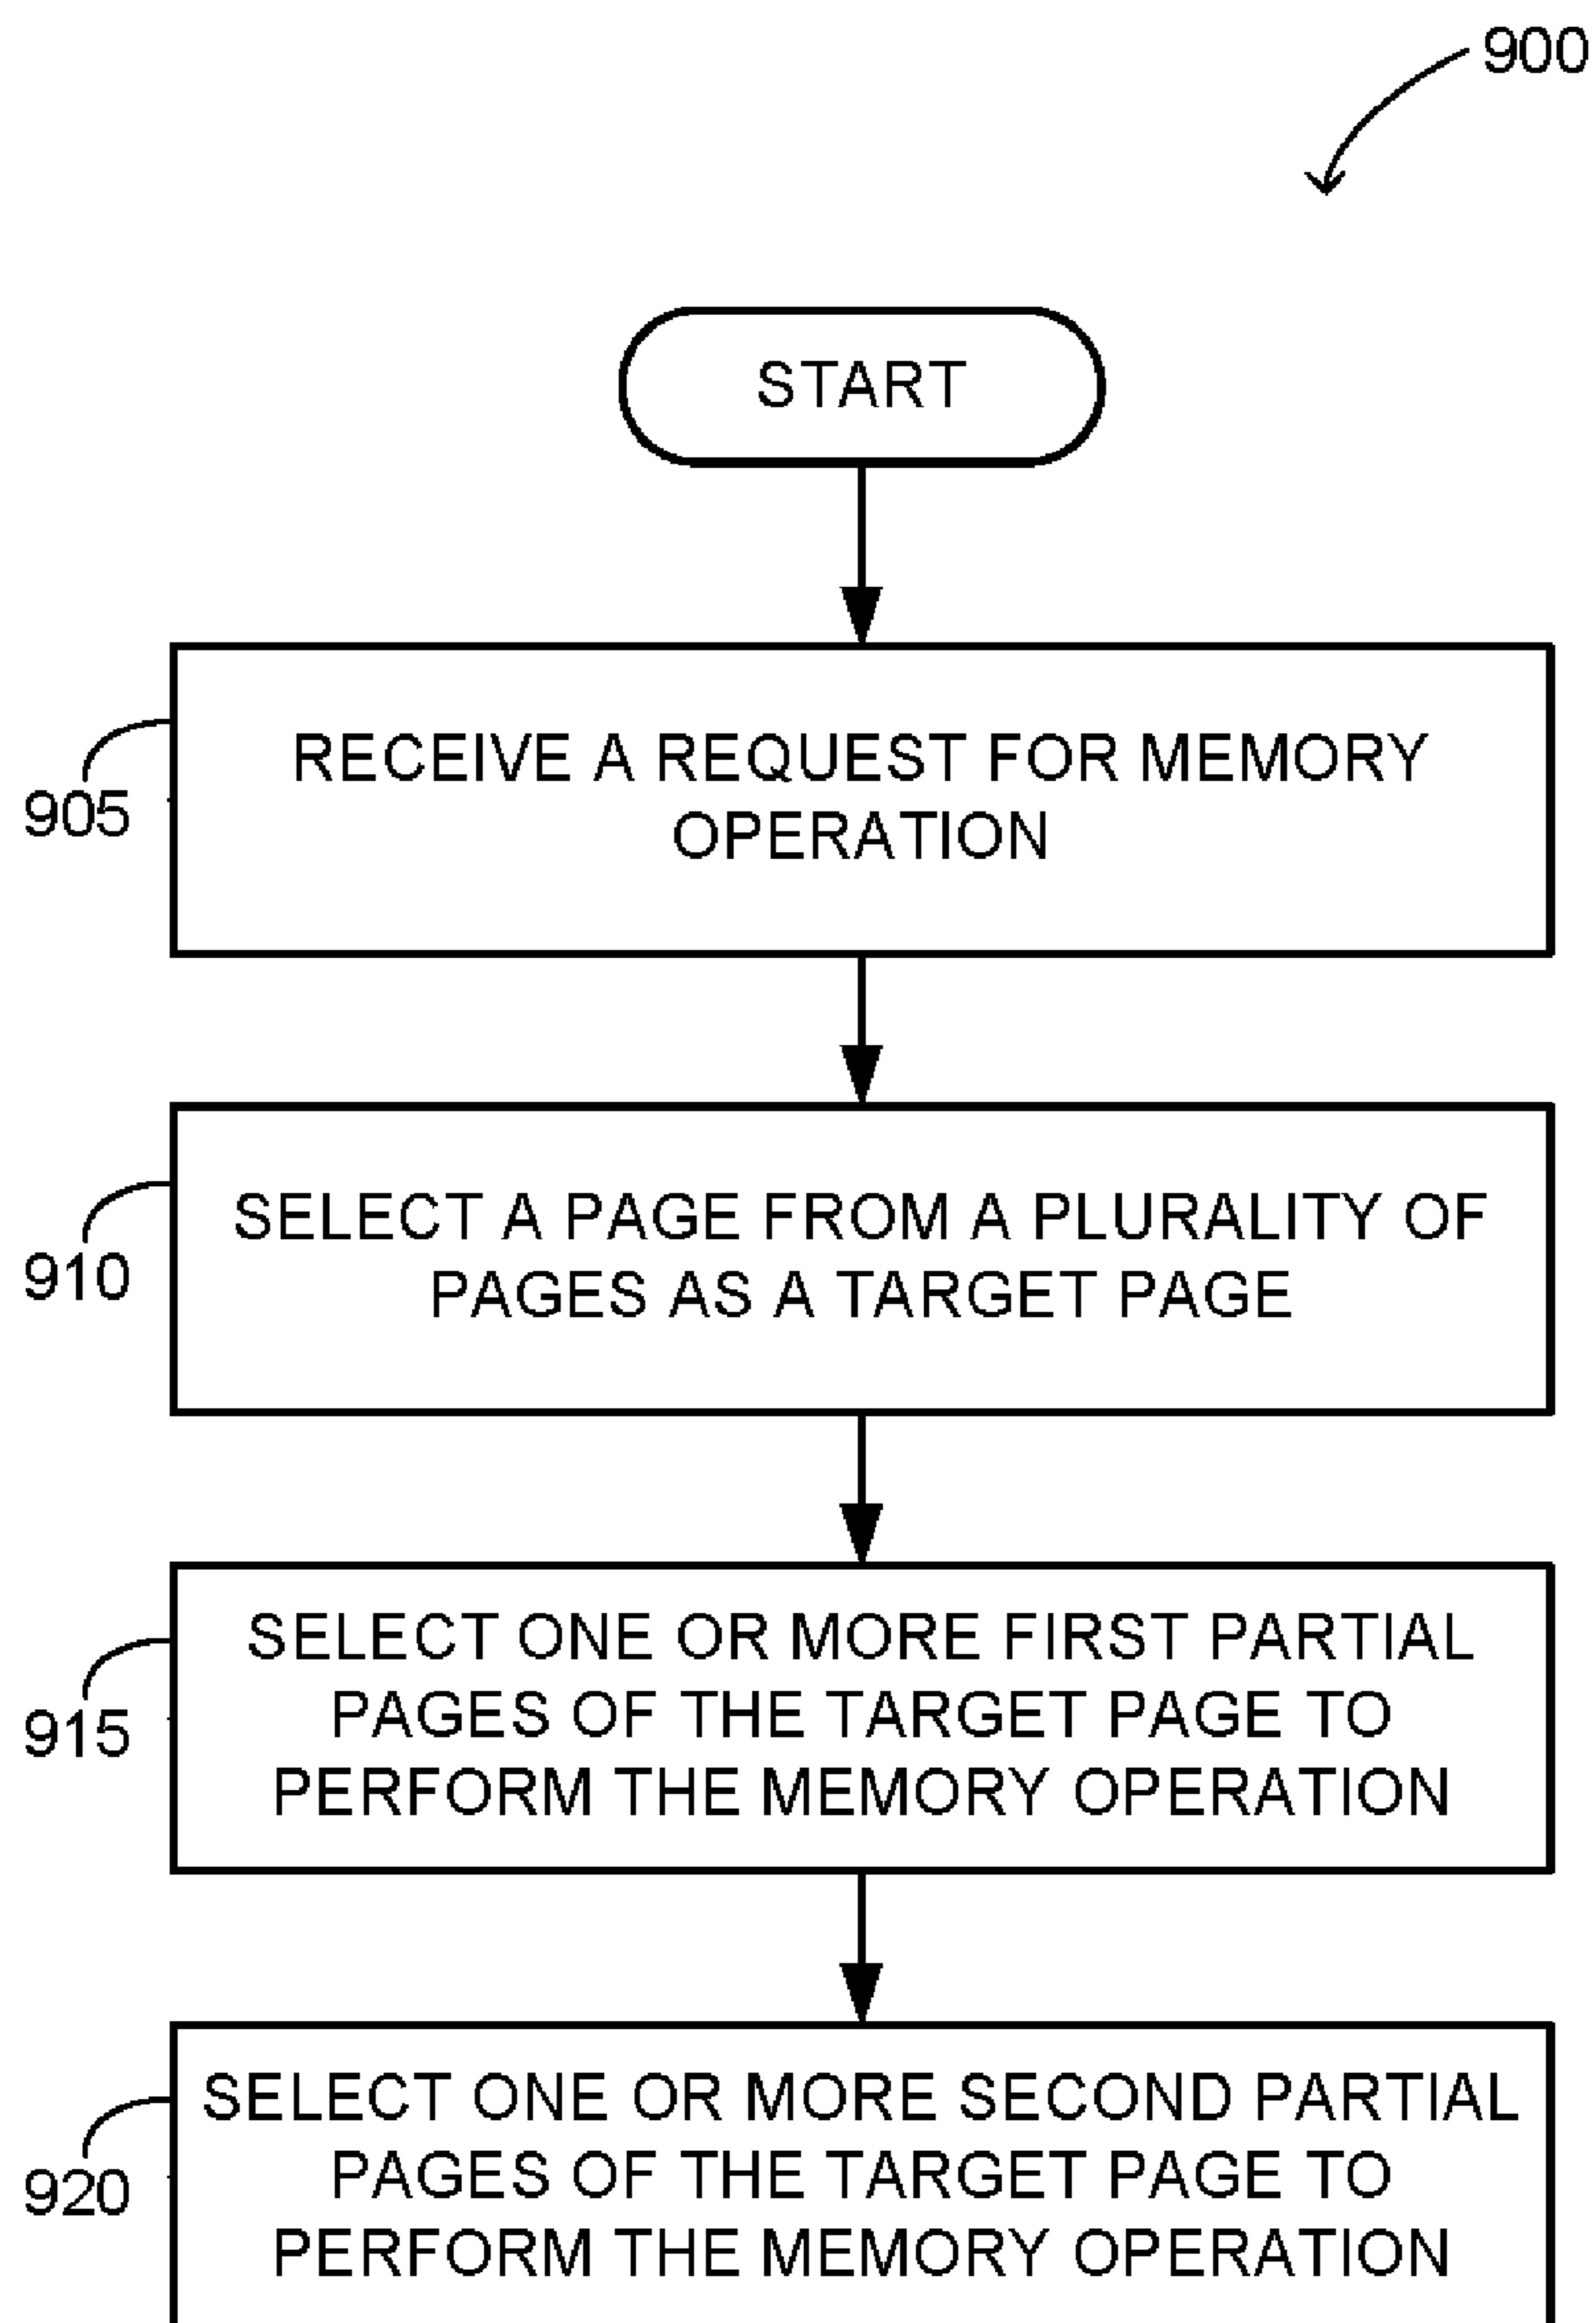 900
START
RECEIVE A REQUEST FOR MEMORY
OPERATION
905
SELECT A PAGE FROM A PLURALITY OF
PAGES AS A TARGET PAGE
910
SELECT ONE OR MORE FIRST PARTIAL
PAGES OF THE TARGET PAGE TO
PERFORM THE MEMORY OPERATION
915
SELECT ONE OR MORE SECOND PARTIAL
PAGES OF THE TARGET PAGE TO
PERFORM THE MEMORY OPERATION
920